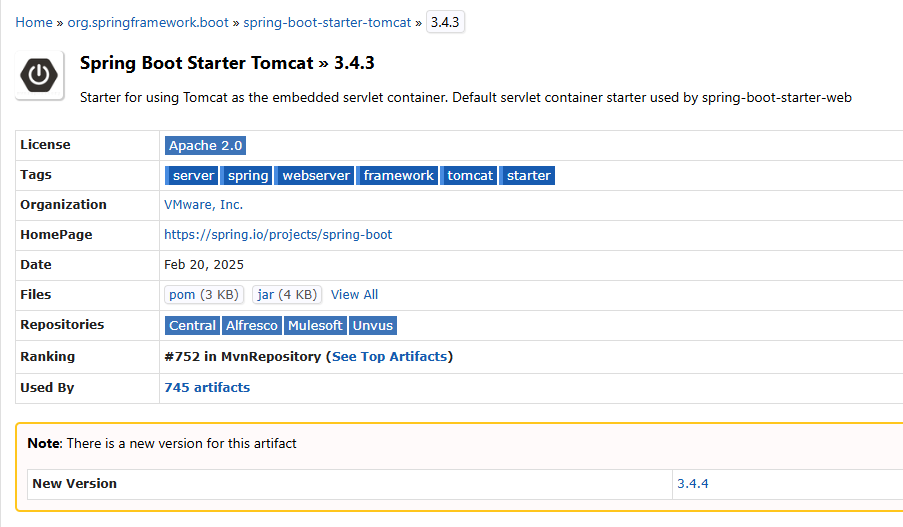 Home » org.springframework.boot » spring-boot-starter-tomcat » 3.4.3
Spring Boot Starter Tomcat » 3.4.3
Starter for using Tomcat as the embedded servlet container. Default servlet container starter used by spring-boot-starter-web
License Apache 2.0
Tags server spring webserver framework tomcat starter
Organization VMware, Inc.
HomePage https://spring.io/projects/spring-boot
Date Feb 20, 2025
Files pom (3 KB) jar (4 KB) View All
Repositories Central Alfresco Mulesoft Unvus
Ranking #752 in MvnRepository (See Top Artifacts)
Used By 745 artifacts
Note: There is a new version for this artifact
New Version 3.4.4